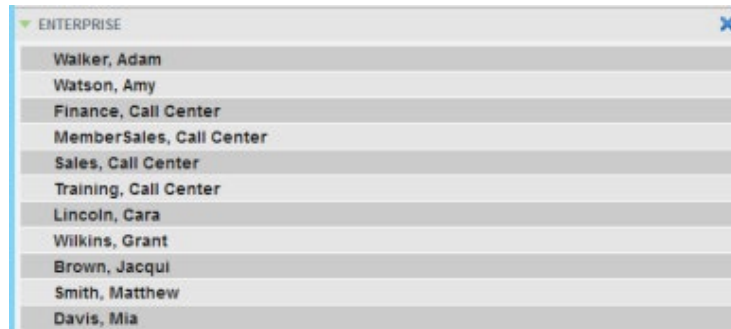 ENTERPRISE
Walker, Adam
Watson, Amy
Finance, Call Center
MemberSales, Call Center
Sales, Call Center
Training, Call Center
Lincoln, Cara
Wilkins, Grant
Brown, Jacqui
Smith, Matthew
Davis, Mia